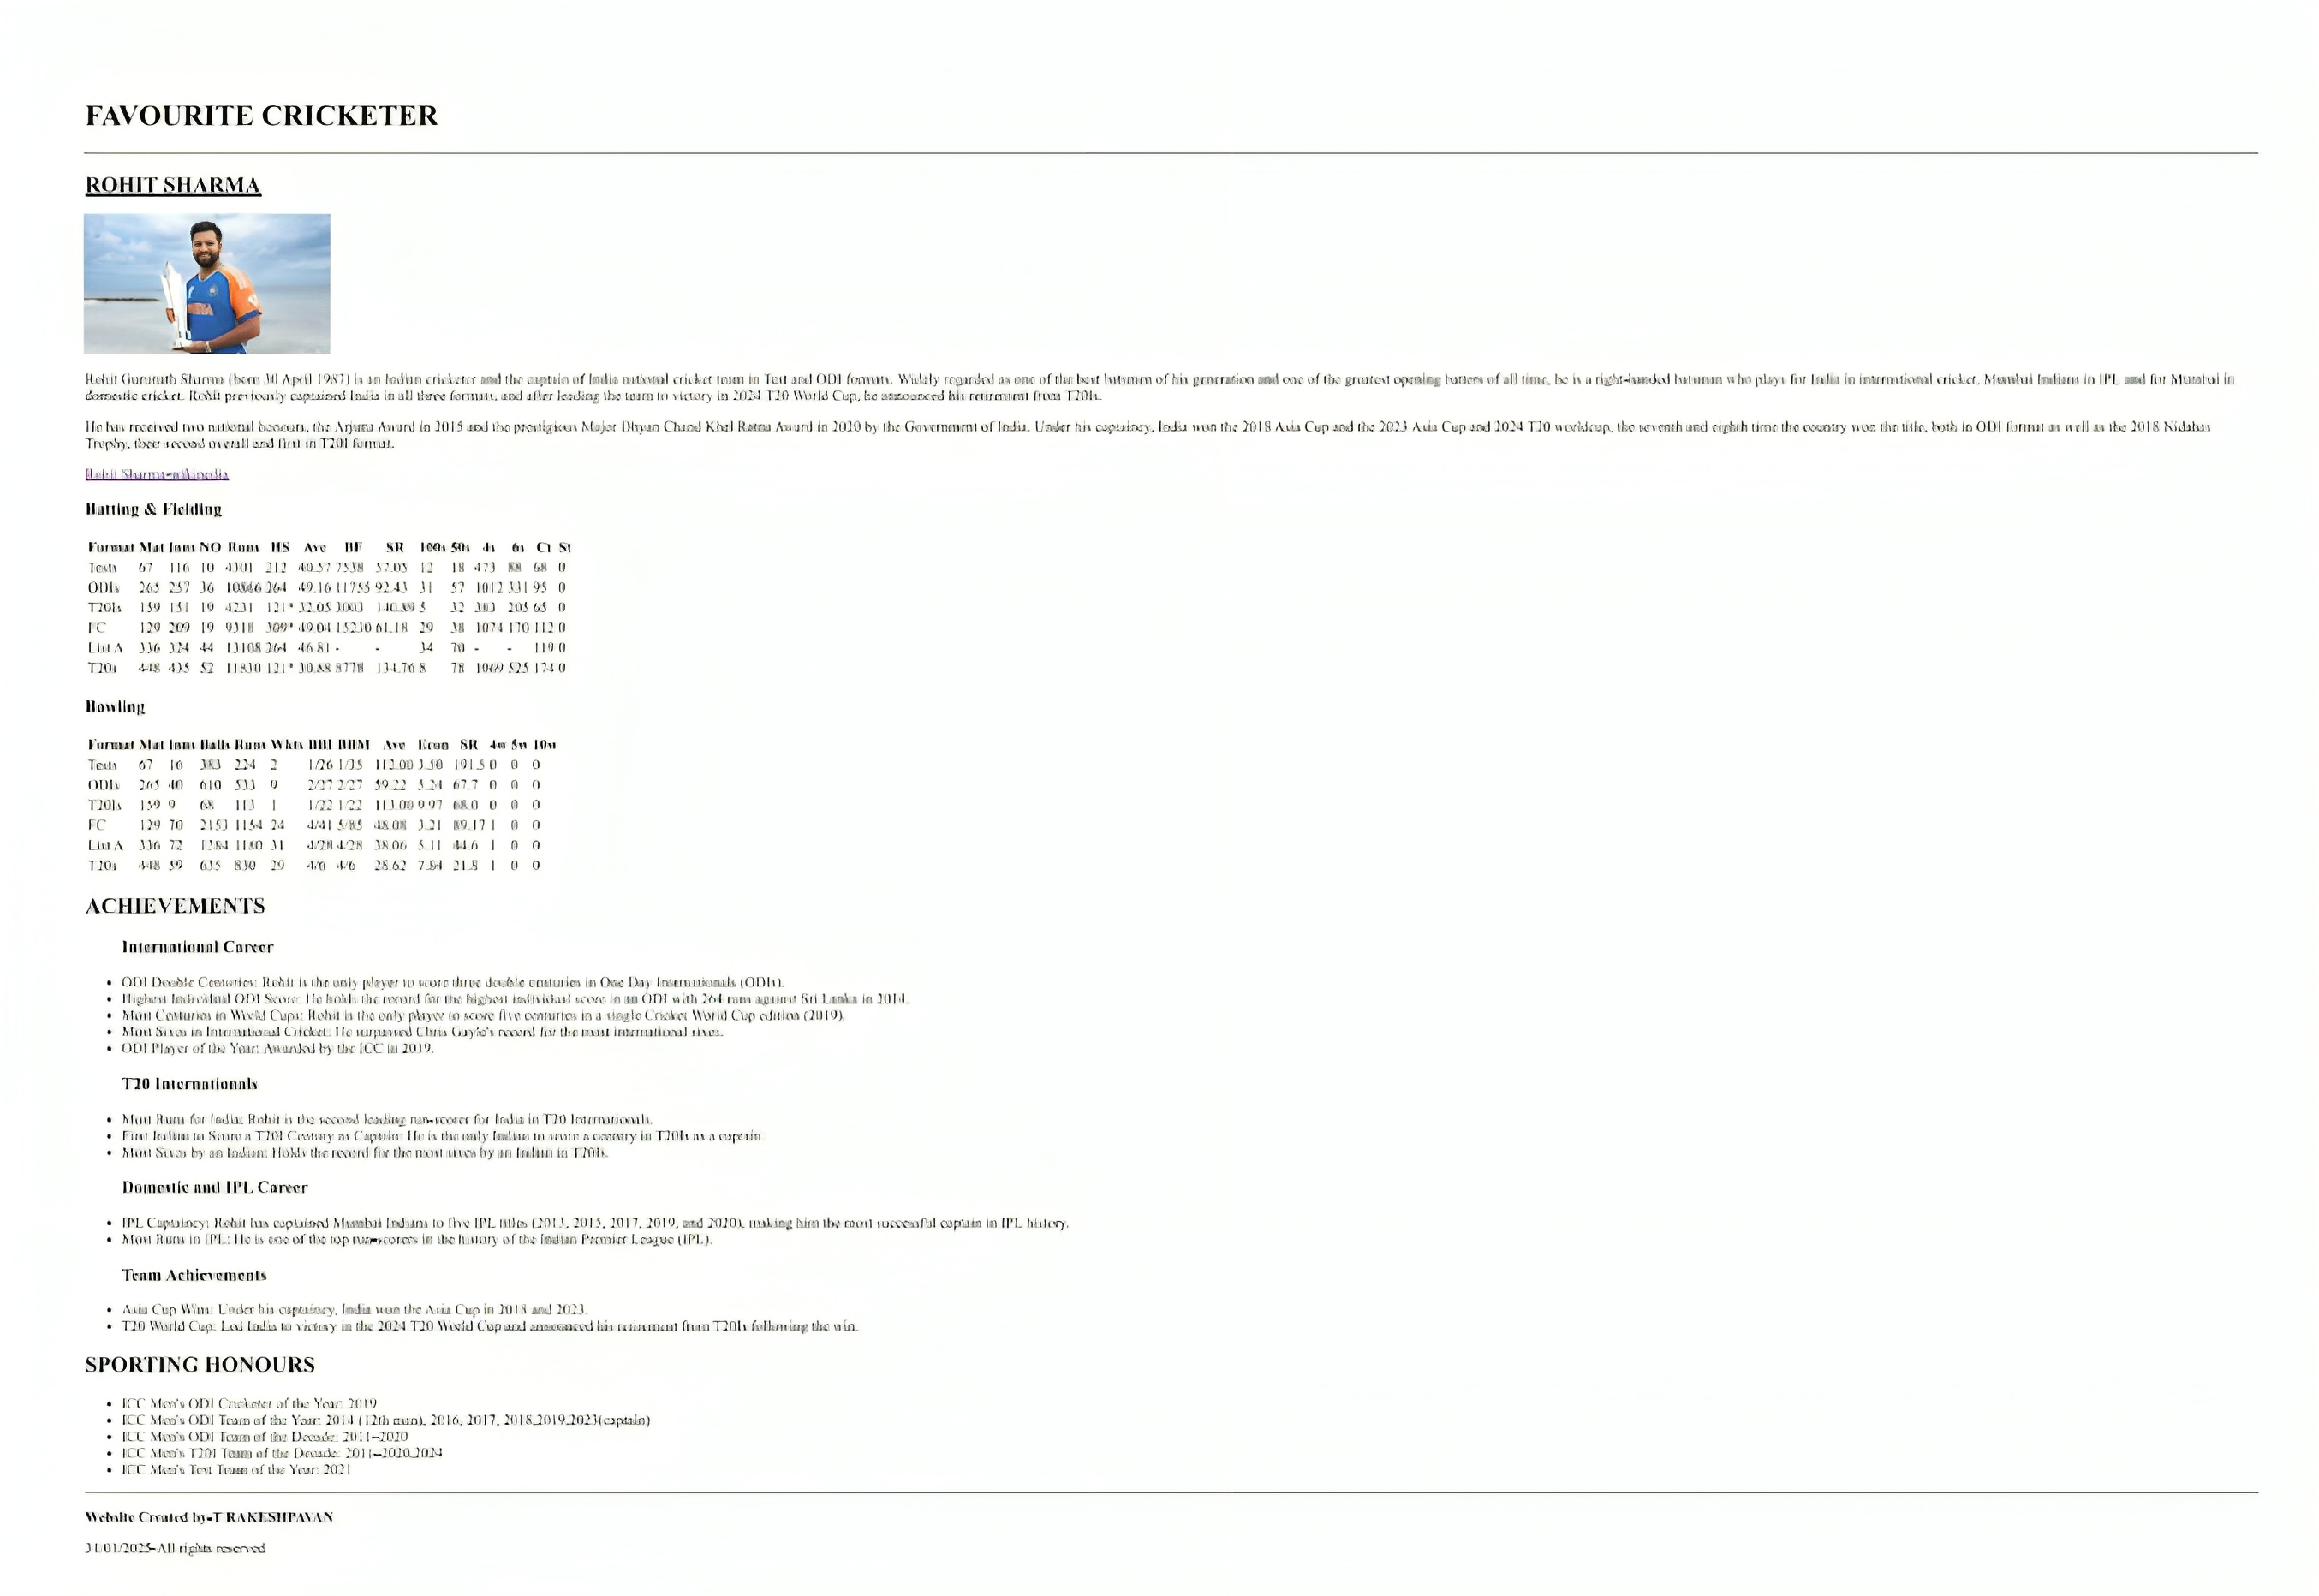 FAVOURITE CRICKETER
ROHIT SHARMA
INDIA
Rohit Gurunath Sharma (born 30 April 1987) is an Indian cricketer and the captain of India national cricket team in Test and ODI formats. Widely regarded as one of the best batsmen of his generation and one of the greatest opening batters of all time, he is a right-handed batsman who plays for India in international cricket, Mumbai Indians in IPL and for Mumbai in
domestic cricket. Rohit previously captained India in all three formats, and after leading the team to victory in 2024 T20 World Cup, he announced his retirement from T20Is.
He has received two national honours, the Arjuna Award in 2015 and the prestigious Major Dhyan Chand Khel Ratna Award in 2020 by the Government of India. Under his captaincy, India won the 2018 Asia Cup and the 2023 Asia Cup and 2024 T20 worldcup, the seventh and eighth time the country won the title, both in ODI format as well as the 2018 Nidahas
Trophy, their second overall and first in T20I format.
Rohit Sharma-wikipedia
Batting & Fielding
Format Mat Inns NO Runs HS Ave BF SR 100s 50s 4s 6s Ct St
Tests 67 116 10 4301 212 40.57 7538 57.05 12 18 473 88 68 0
ODIs 265 257 36 10866 264 49.16 11755 92.43 31 57 1012 331 95 0
T20Is 159 151 19 4231 121* 32.05 3003 140.89 5 32 383 205 65 0
FC 129 209 19 9318 309* 49.04 15230 61.18 29 38 1074 170 112 0
List A 336 324 44 13108 264 46.81 - - 34 70 - - 119 0
T20s 448 435 52 11830 121* 30.88 8778 134.76 8 78 1069 525 174 0
Bowling
Format Mat Inns Balls Runs Wkts BBI BBM Ave Econ SR 4w 5w 10w
Tests 67 16 383 224 2 1/26 1/35 112.00 3.50 191.5 0 0 0
ODIs 265 40 610 533 9 2/27 2/27 59.22 5.24 67.7 0 0 0
T20Is 159 9 68 113 1 1/22 1/22 113.00 9.97 68.0 0 0 0
FC 129 70 2153 1154 24 4/41 5/85 48.08 3.21 89.17 1 0 0
List A 336 72 1384 1180 31 4/28 4/28 38.06 5.11 44.6 1 0 0
T20s 448 59 635 830 29 4/6 4/6 28.62 7.84 21.8 1 0 0
ACHIEVEMENTS
International Career
ODI Double Centuries: Rohit is the only player to score three double centuries in One Day Internationals (ODIs).
Highest Individual ODI Score: He holds the record for the highest individual score in an ODI with 264 runs against Sri Lanka in 2014.
Most Centuries in World Cups: Rohit is the only player to score five centuries in a single Cricket World Cup edition (2019).
Most Sixes in International Cricket: He surpassed Chris Gayle's record for the most international sixes.
ODI Player of the Year: Awarded by the ICC in 2019.
T20 Internationals
Most Runs for India: Rohit is the second leading run-scorer for India in T20 Internationals.
First Indian to Score a T20I Century as Captain: He is the only Indian to score a century in T20Is as a captain.
Most Sixes by an Indian: Holds the record for the most sixes by an Indian in T20Is.
Domestic and IPL Career
IPL Captaincy: Rohit has captained Mumbai Indians to five IPL titles (2013, 2015, 2017, 2019, and 2020), making him the most successful captain in IPL history.
Most Runs in IPL: He is one of the top run-scorers in the history of the Indian Premier League (IPL).
Team Achievements
Asia Cup Wins: Under his captaincy, India won the Asia Cup in 2018 and 2023.
T20 World Cup: Led India to victory in the 2024 T20 World Cup and announced his retirement from T20Is following the win.
SPORTING HONOURS
ICC Men's ODI Cricketer of the Year: 2019
ICC Men's ODI Team of the Year: 2014 (12th man), 2016, 2017, 2018,2019,2023(captain)
ICC Men's ODI Team of the Decade: 2011–2020
ICC Men's T20I Team of the Decade: 2011–2020,2024
ICC Men's Test Team of the Year: 2021
Website Created by-T RAKESHPAVAN
31/01/2025-All rights reserved